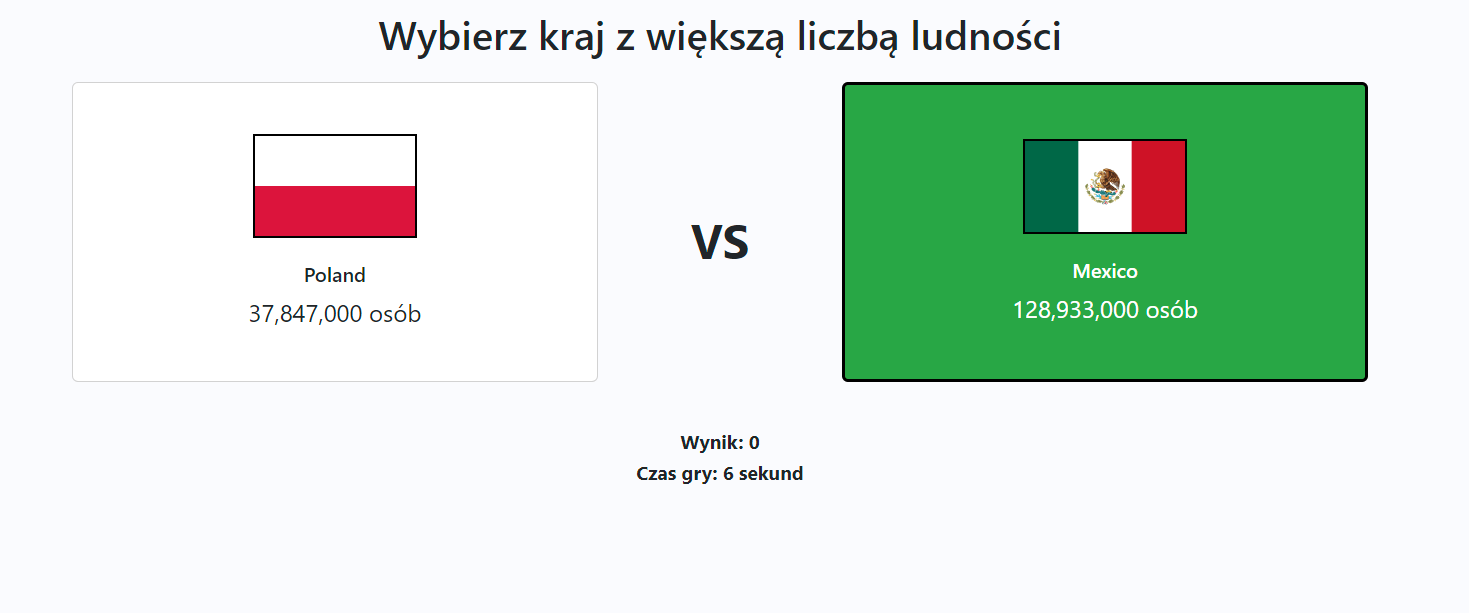 Wybierz kraj z większą liczbą ludności
Poland
37,847,000 osób
VS
Mexico
128,933,000 osób
Wynik: 0
Czas gry: 6 sekund